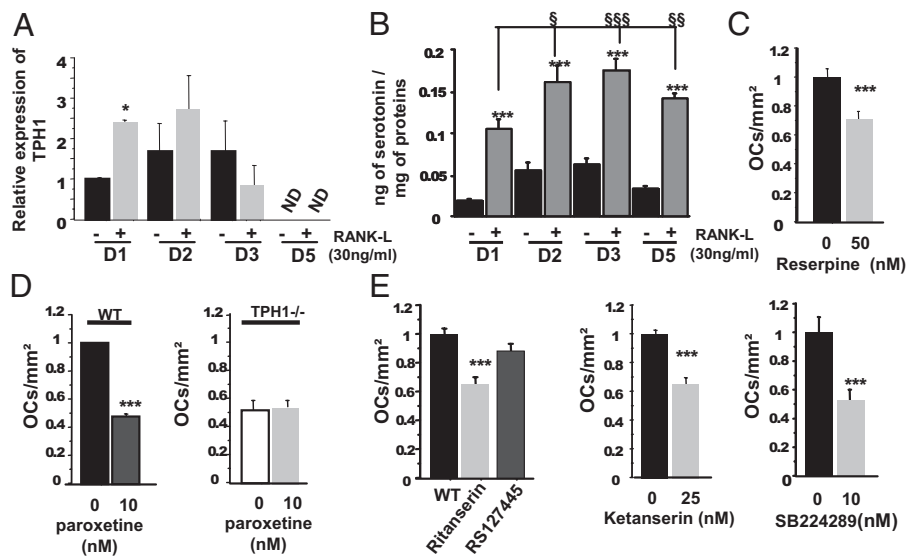 A
Relative expression of
TPH1
4
3
2
2
1
0
*
ND
ND
- + - + - + - +
D1 D2 D3 D5
RANK-L
(30ng/ml)
B
ng of serotonin /
mg of proteins
0.2
0.15
0.1
0.05
0
§ §§§ §§
*** *** *** ***
- + - + - + - +
D1 D2 D3 D5
RANK-L
(30ng/ml)
C
OCs/mm²
1.2
1
0.8
0.6
0.4
0.2
0
***
0 50
Reserpine (nM)
D
OCs/mm²
1.2
1
0.8
0.6
0.4
0.2
0
WT
***
0 10
paroxetine
(nM)
OCs/mm²
1.2
1
0.8
0.6
0.4
0.2
0
TPH1-/-
0 10
paroxetine
(nM)
E
OCs/mm²
1.2
1
0.8
0.6
0.4
0.2
0
***
WT
Ritanserin
RS127445
OCs/mm²
1.2
1
0.8
0.6
0.4
0.2
0
***
0 25
Ketanserin (nM)
OCs/mm²
1.2
1
0.8
0.6
0.4
0.2
0
***
0 10
SB224289(nM)